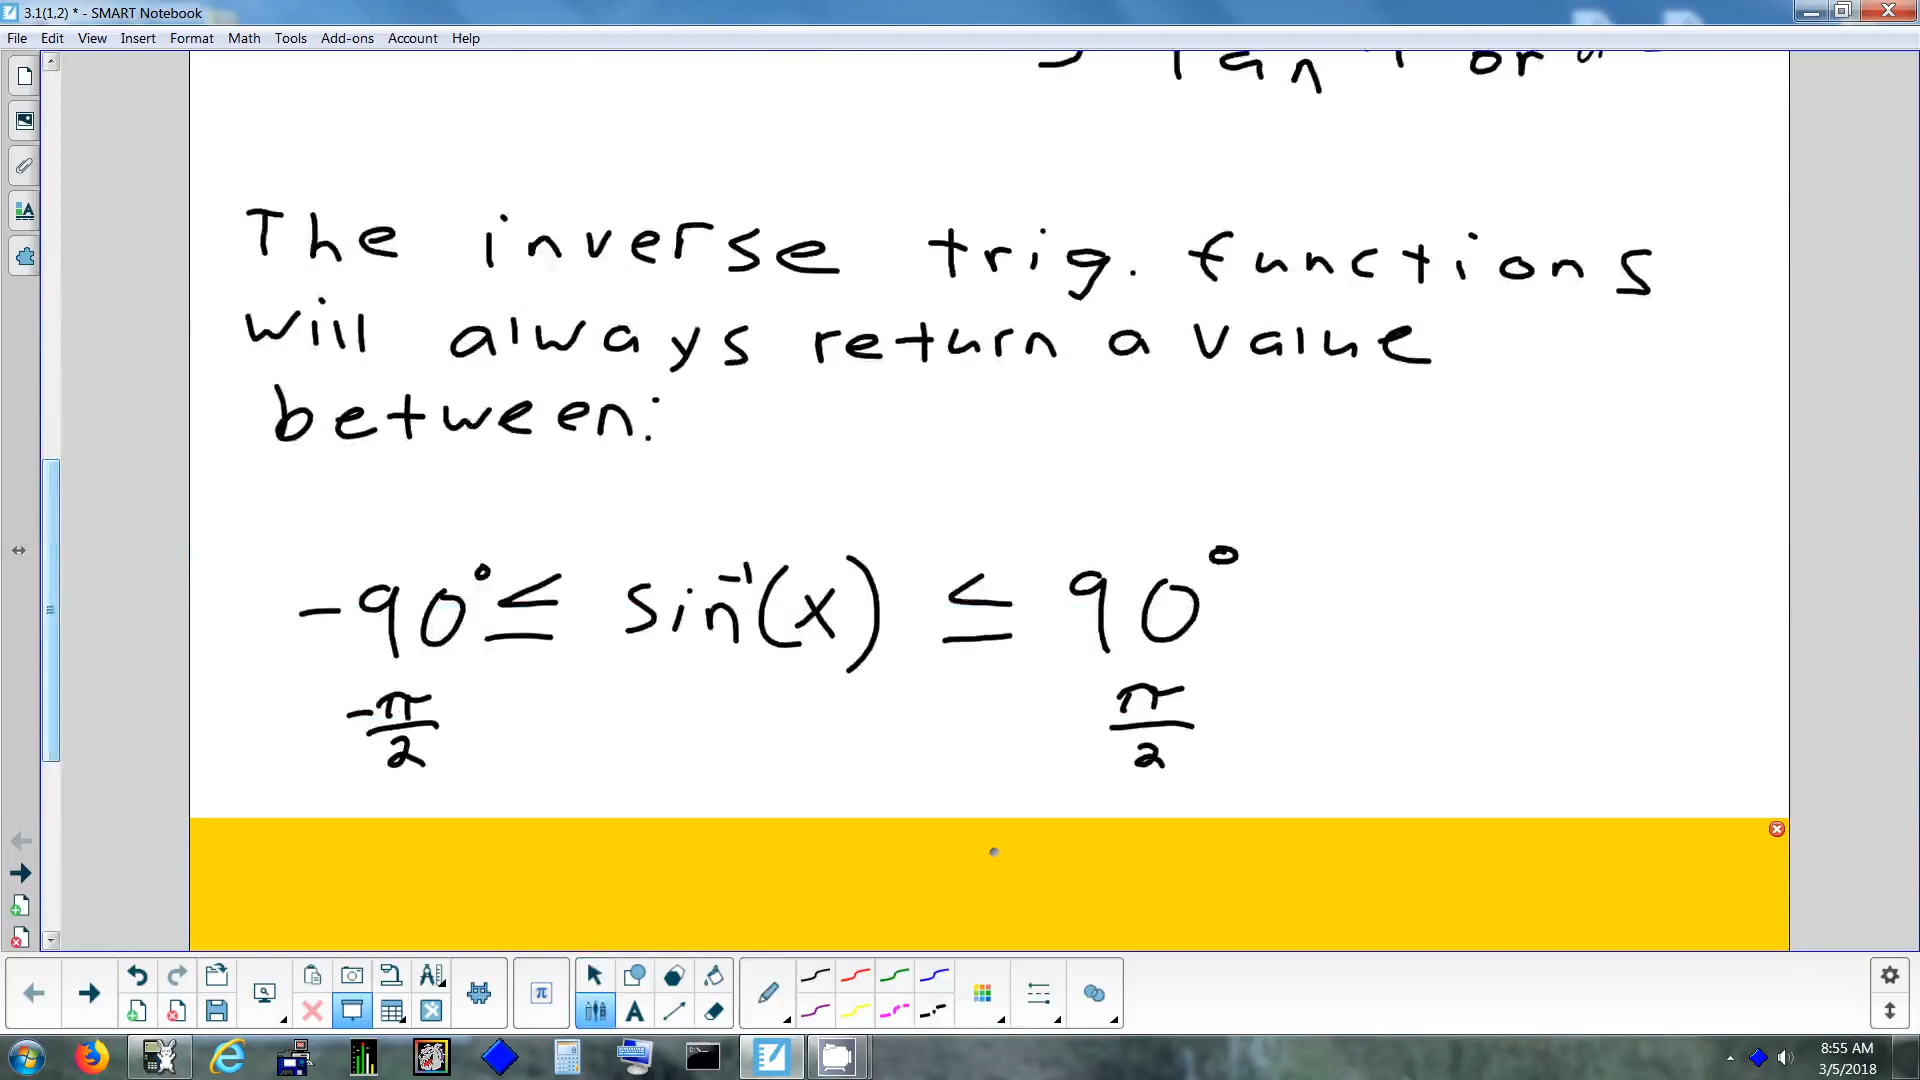 3.1(1,2) * - SMART Notebook
File Edit View Insert Format Math Tools Add-ons Account Help
tan or
The inverse trig. functions
will always return a value
between:
-90° ≤ sin⁻¹(x) ≤ 90°
-π/2 π/2
8:55 AM
3/5/2018